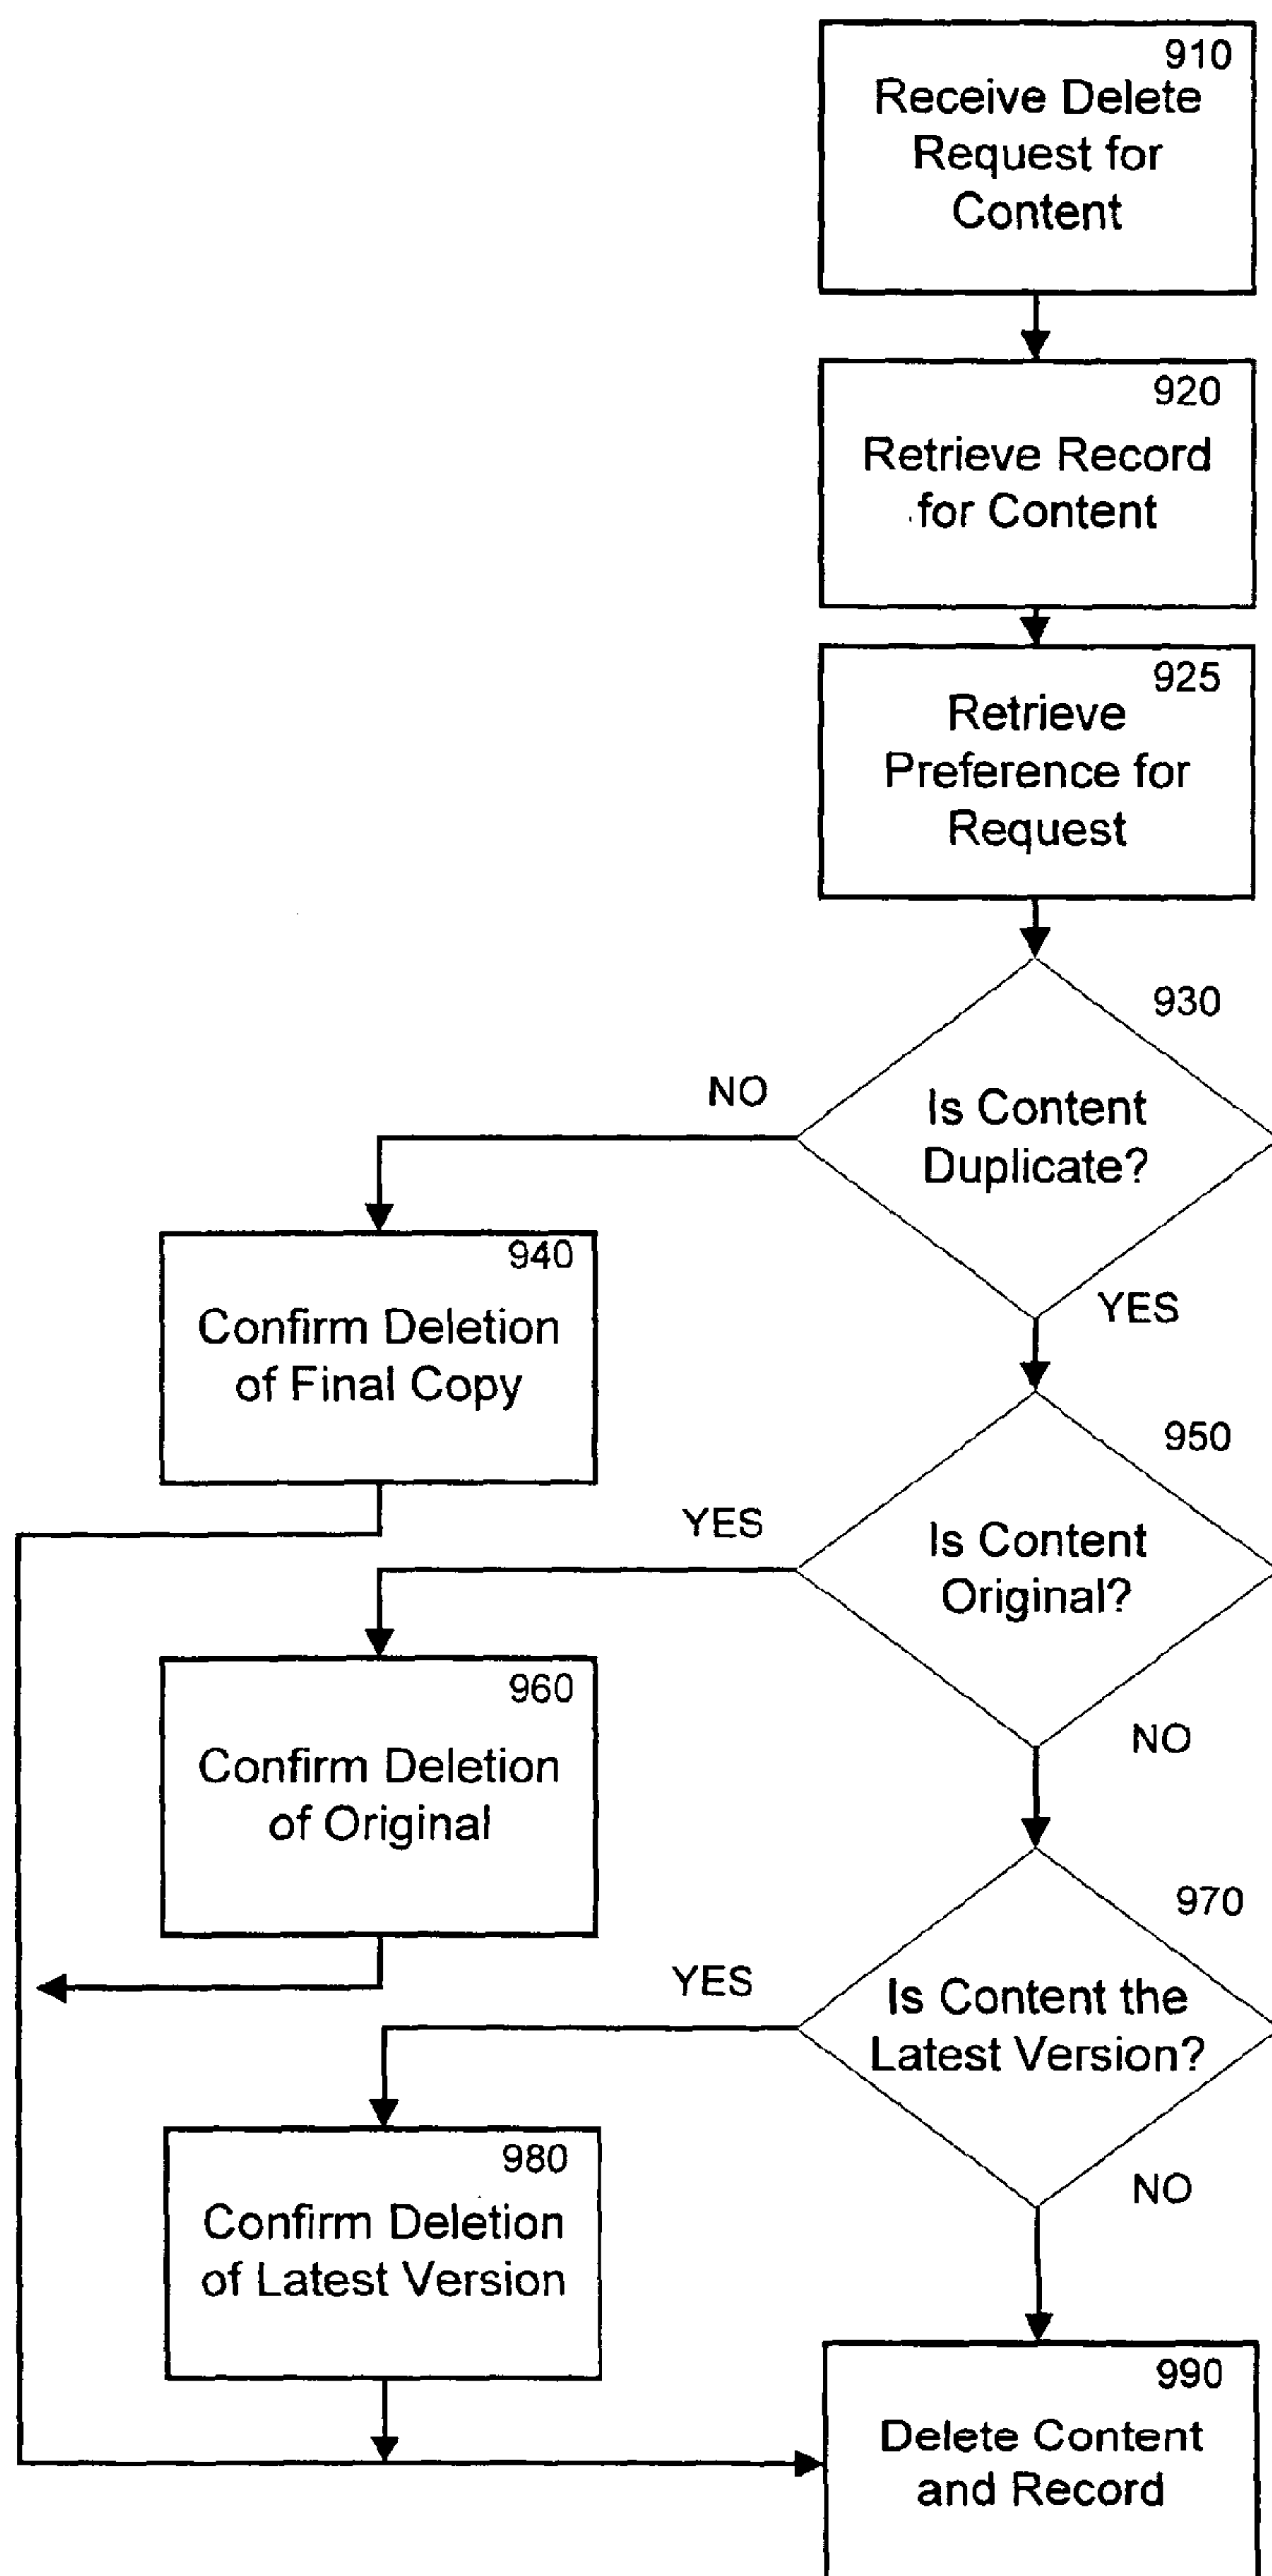 910
Receive Delete
Request for
Content
920
Retrieve Record
for Content
925
Retrieve
Preference for
Request
930
Is Content
Duplicate?
NO
YES
940
Confirm Deletion
of Final Copy
950
Is Content
Original?
YES
NO
960
Confirm Deletion
of Original
970
Is Content the
Latest Version?
YES
NO
980
Confirm Deletion
of Latest Version
990
Delete Content
and Record